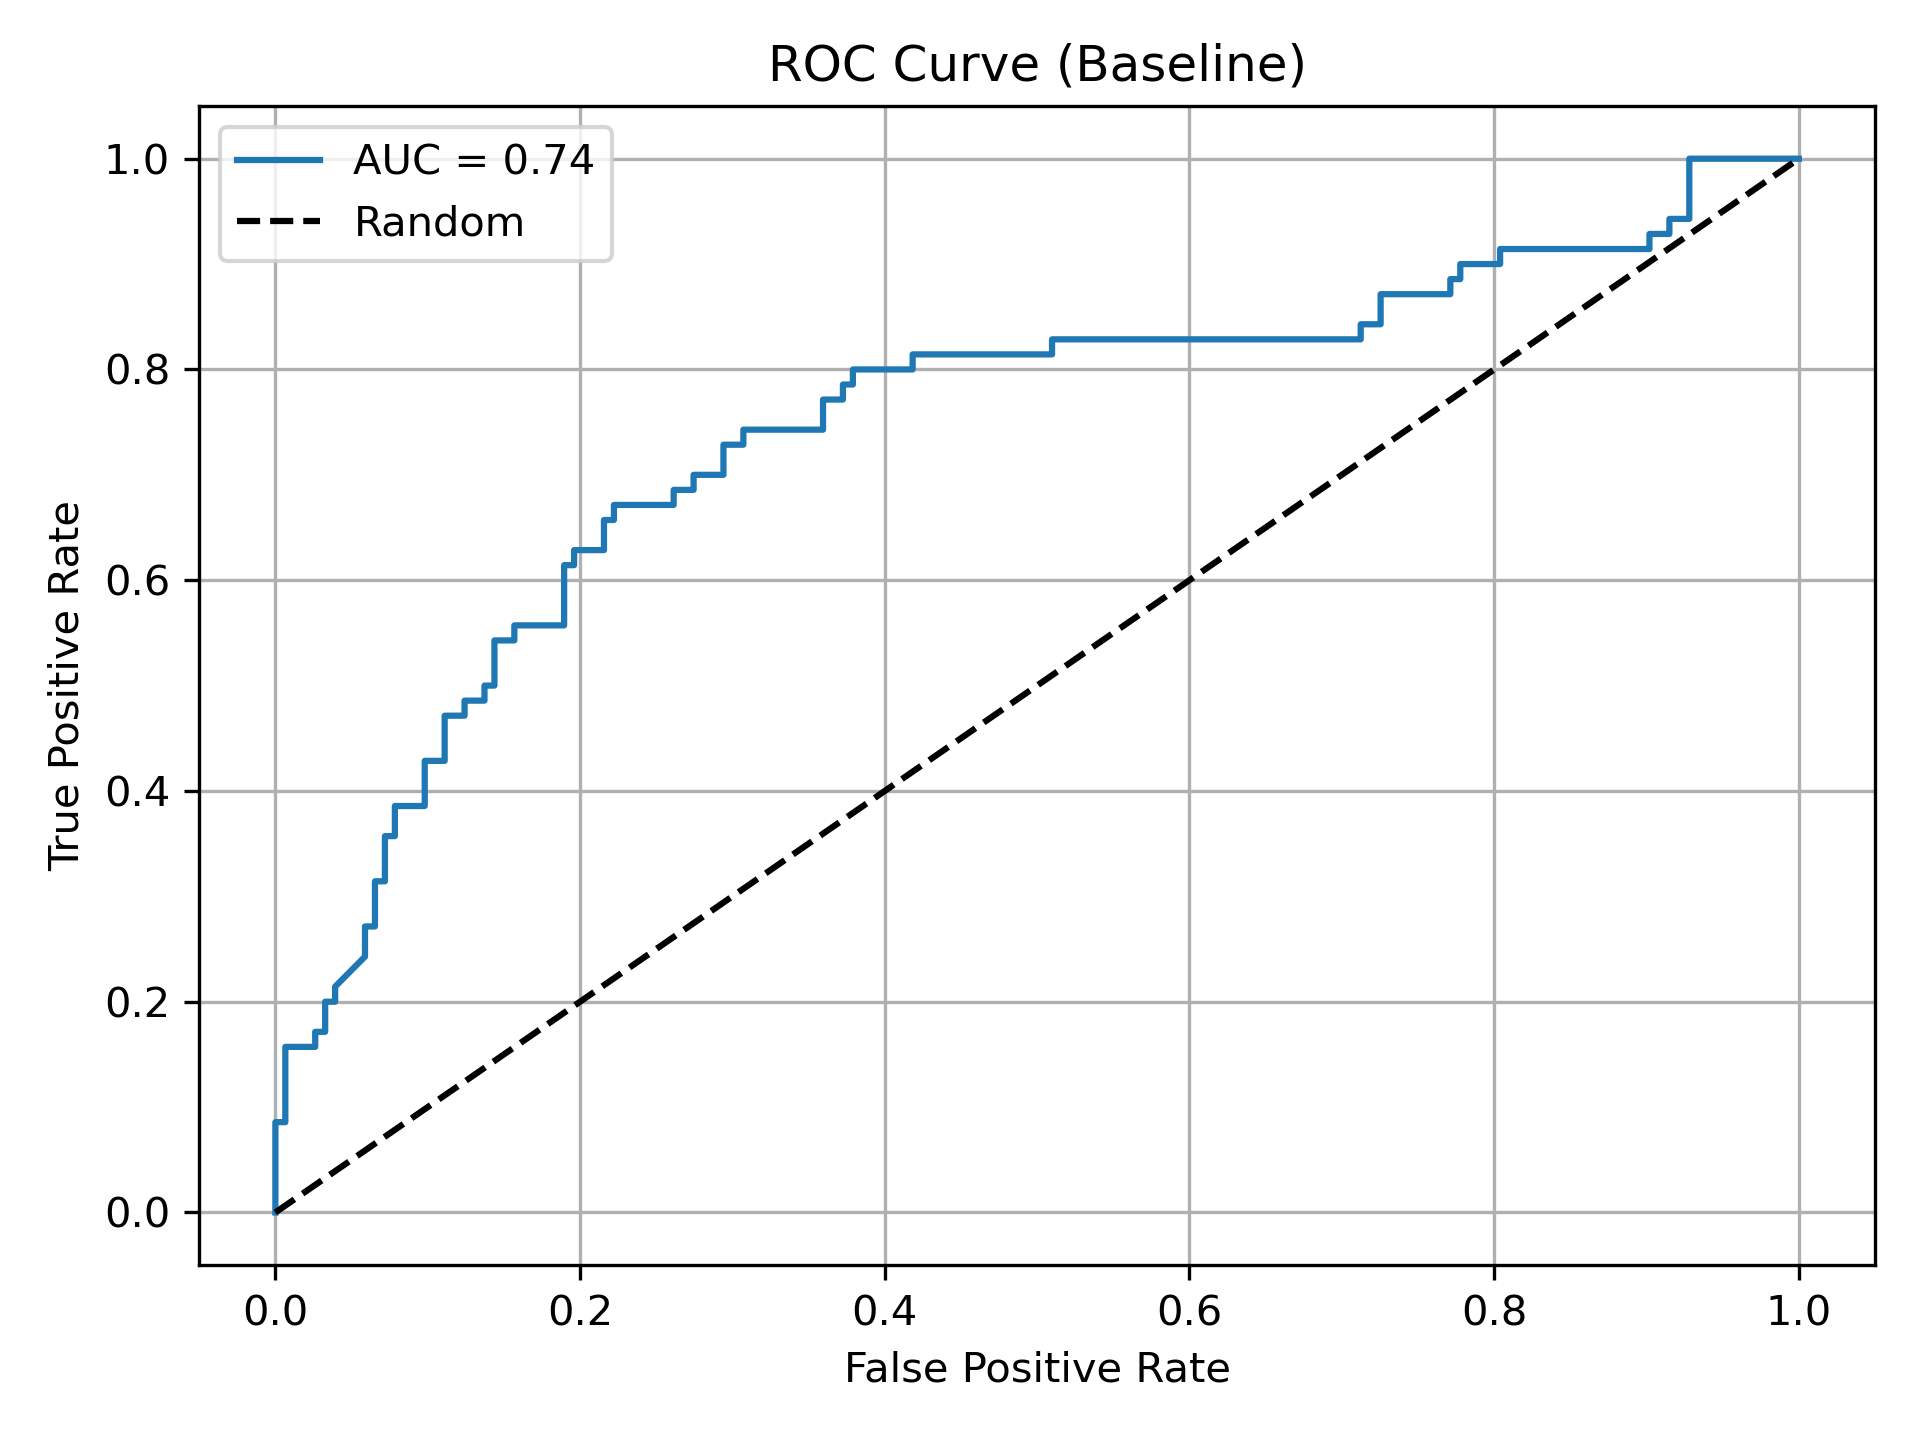 ROC Curve (Baseline)
AUC = 0.74
Random
1.0
0.8
0.6
0.4
0.2
0.0
True Positive Rate
0.0 0.2 0.4 0.6 0.8 1.0
False Positive Rate